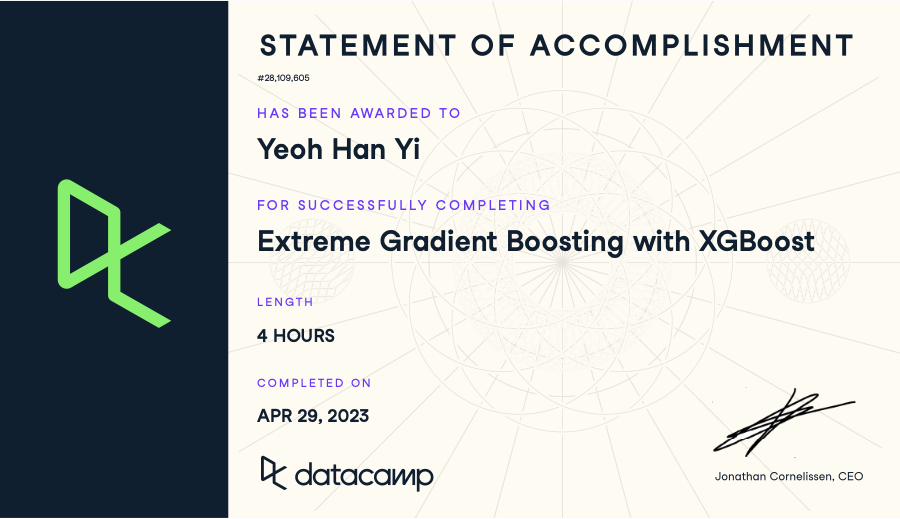 STATEMENT OF ACCOMPLISHMENT
#28,109,605
HAS BEEN AWARDED TO
Yeoh Han Yi
FOR SUCCESSFULLY COMPLETING
Extreme Gradient Boosting with XGBoost
LENGTH
4 HOURS
COMPLETED ON
APR 29, 2023
datacamp
Jonathan Cornelissen, CEO